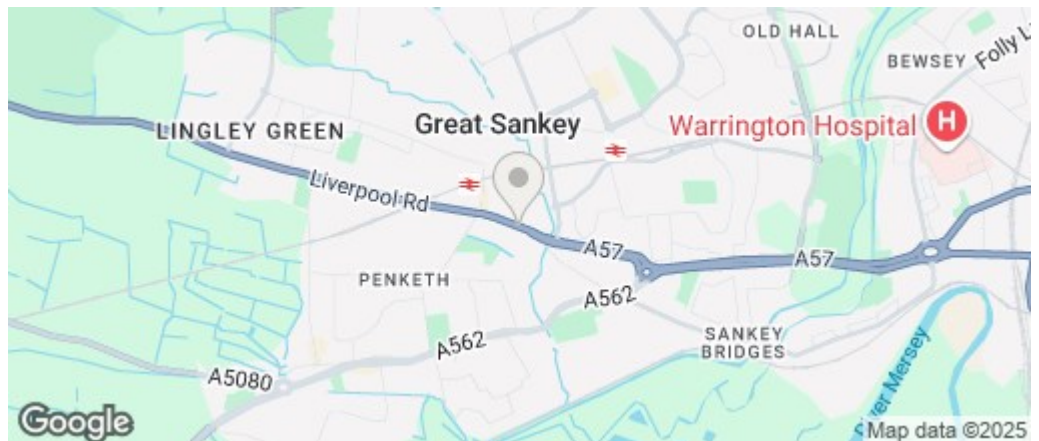 OLD HALL
BEWSEY
Folly L
LINGLEY GREEN
Great Sankey
Warrington Hospital
H
Liverpool Rd
A57
A57
PENKETH
A562
A562
SANKEY
BRIDGES
A5080
River Mersey
Google
Map data ©2025